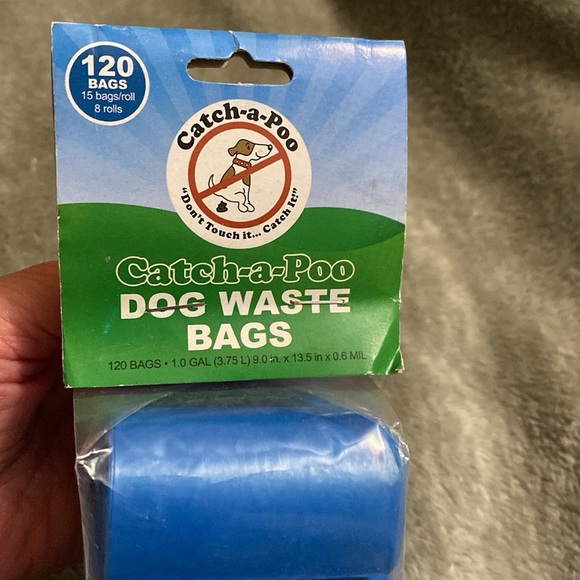 120
BAGS
15 bags/roll
8 rolls
Catch-a-Poo
"Don't Touch it... Catch It!"
Catch-a-Poo
DOG WASTE
BAGS
120 BAGS • 1.0 GAL (3.75 L) 9.0 in. x 13.5 in x 0.6 MIL